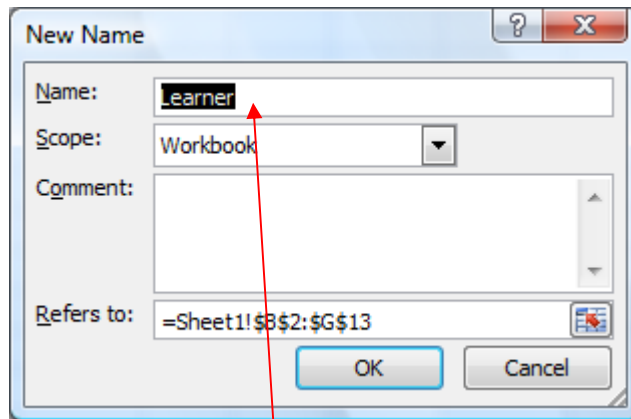 New Name
?
Name: Learner
Scope: Workbook
Comment:
Refers to: =Sheet1!$B$2:$G$13
OK Cancel